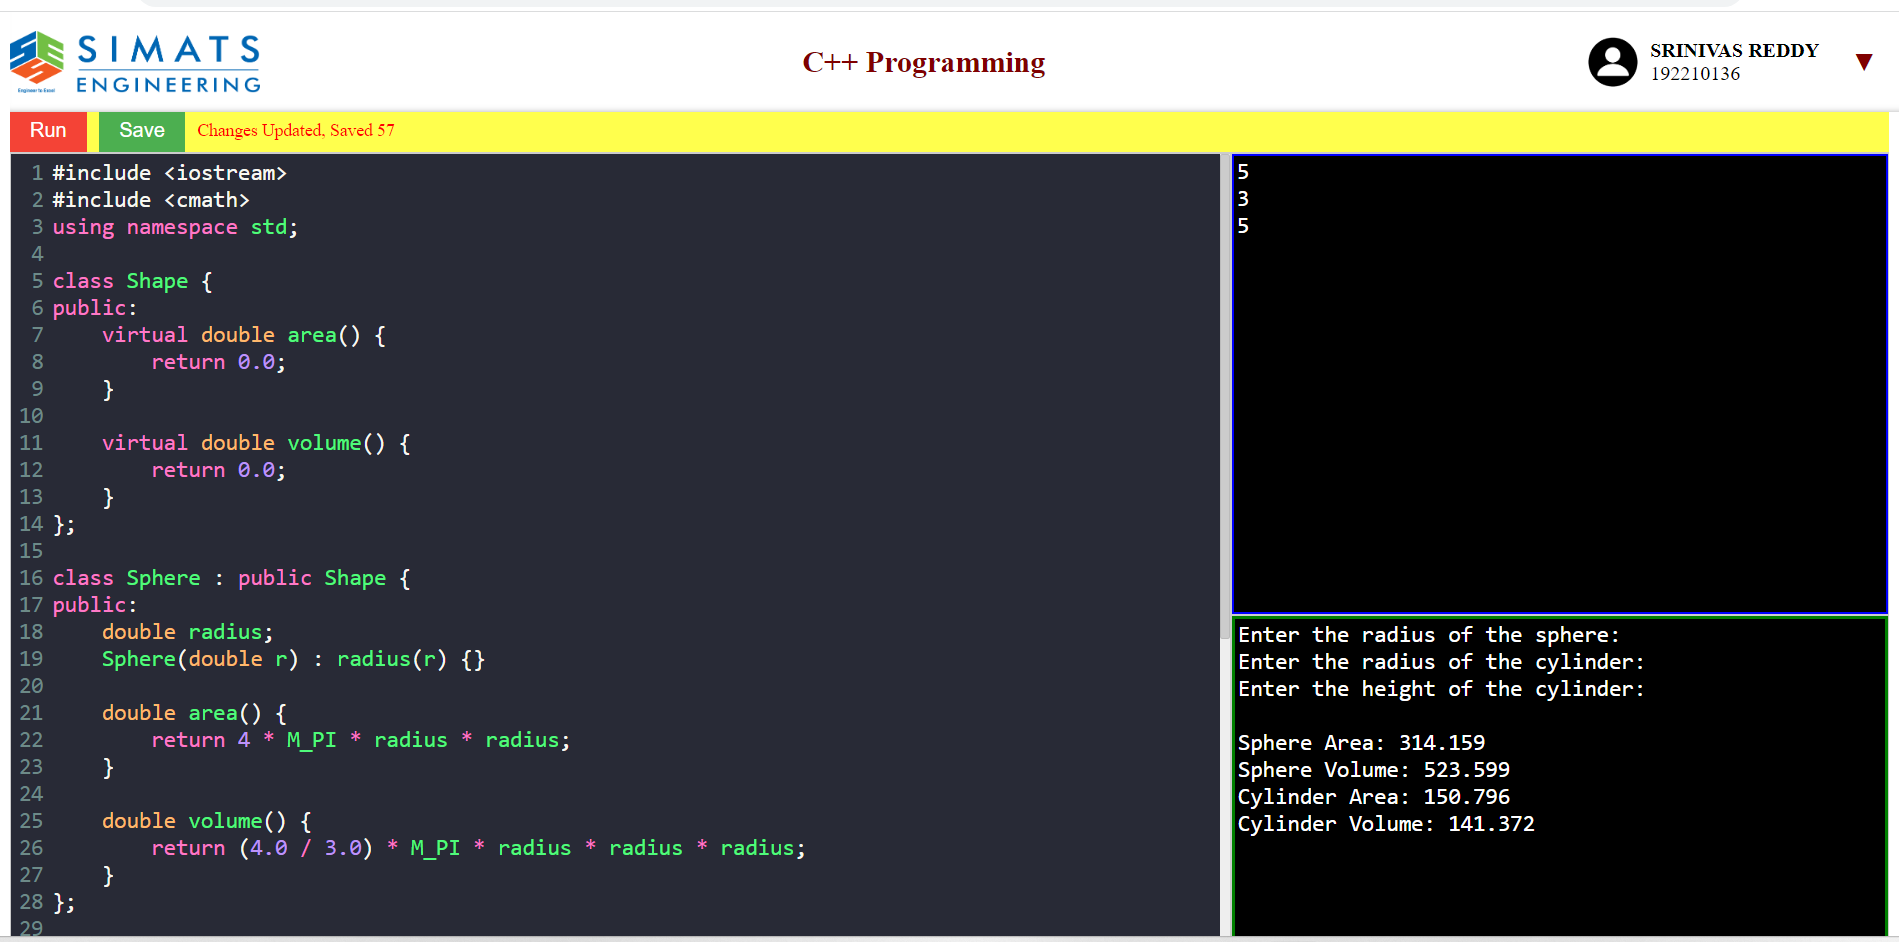 SIMATS
ENGINEERING
Engineer to Excel
C++ Programming
SRINIVAS REDDY
192210136
▼
Run
Save
Changes Updated, Saved 57
1 #include <iostream>
2 #include <cmath>
3 using namespace std;
4
5 class Shape {
6 public:
7     virtual double area() {
8         return 0.0;
9     }
10
11     virtual double volume() {
12         return 0.0;
13     }
14 };
15
16 class Sphere : public Shape {
17 public:
18     double radius;
19     Sphere(double r) : radius(r) {}
20
21     double area() {
22         return 4 * M_PI * radius * radius;
23     }
24
25     double volume() {
26         return (4.0 / 3.0) * M_PI * radius * radius * radius;
27     }
28 };
29
5
3
5
Enter the radius of the sphere:
Enter the radius of the cylinder:
Enter the height of the cylinder:
Sphere Area: 314.159
Sphere Volume: 523.599
Cylinder Area: 150.796
Cylinder Volume: 141.372